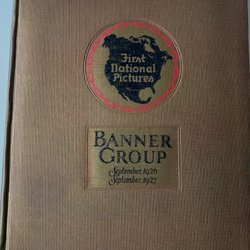 First
National
Pictures
BANNER
GROUP
September 1926
September 1927